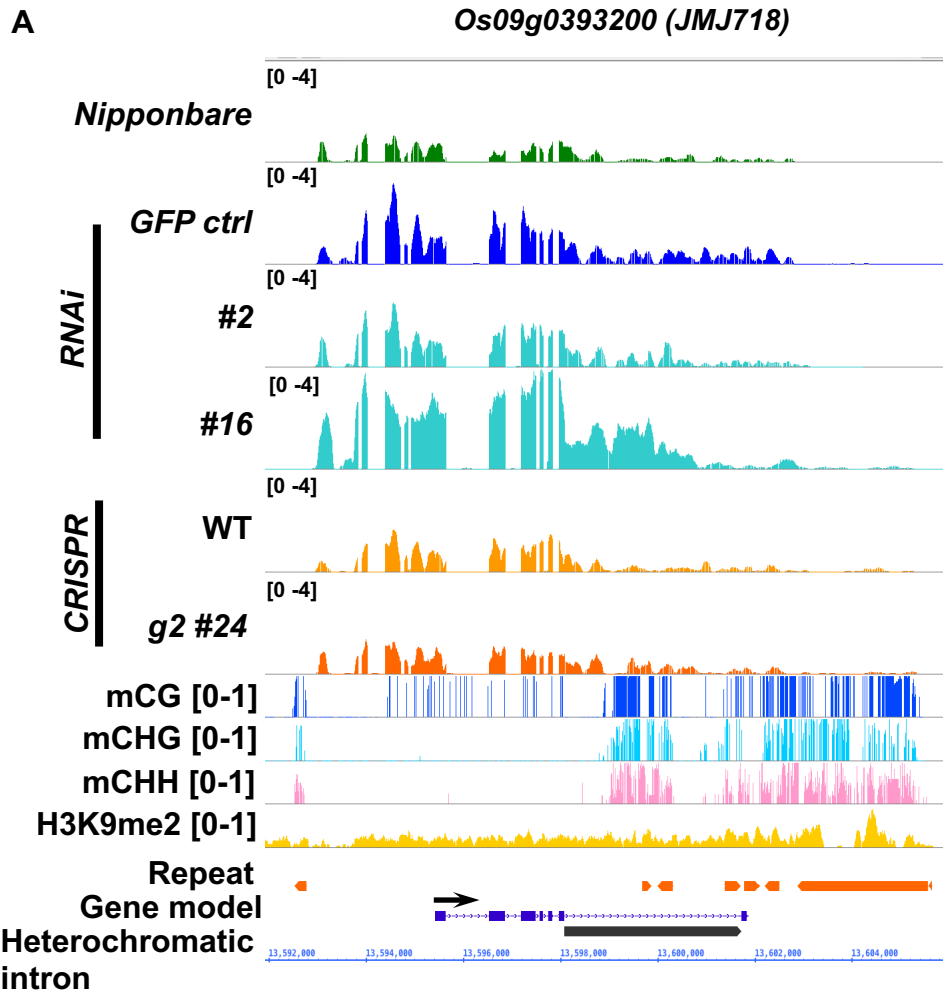 A
Os09g0393200 (JMJ718)
[0 -4]
Nipponbare
[0 -4]
GFP ctrl
[0 -4]
#2
RNAi
[0 -4]
#16
[0 -4]
WT
CRISPR
[0 -4]
g2 #24
mCG [0-1]
mCHG [0-1]
mCHH [0-1]
H3K9me2 [0-1]
Repeat
Gene model
Heterochromatic
intron
13,592,000 13,594,000 13,596,000 13,598,000 13,600,000 13,602,000 13,604,000